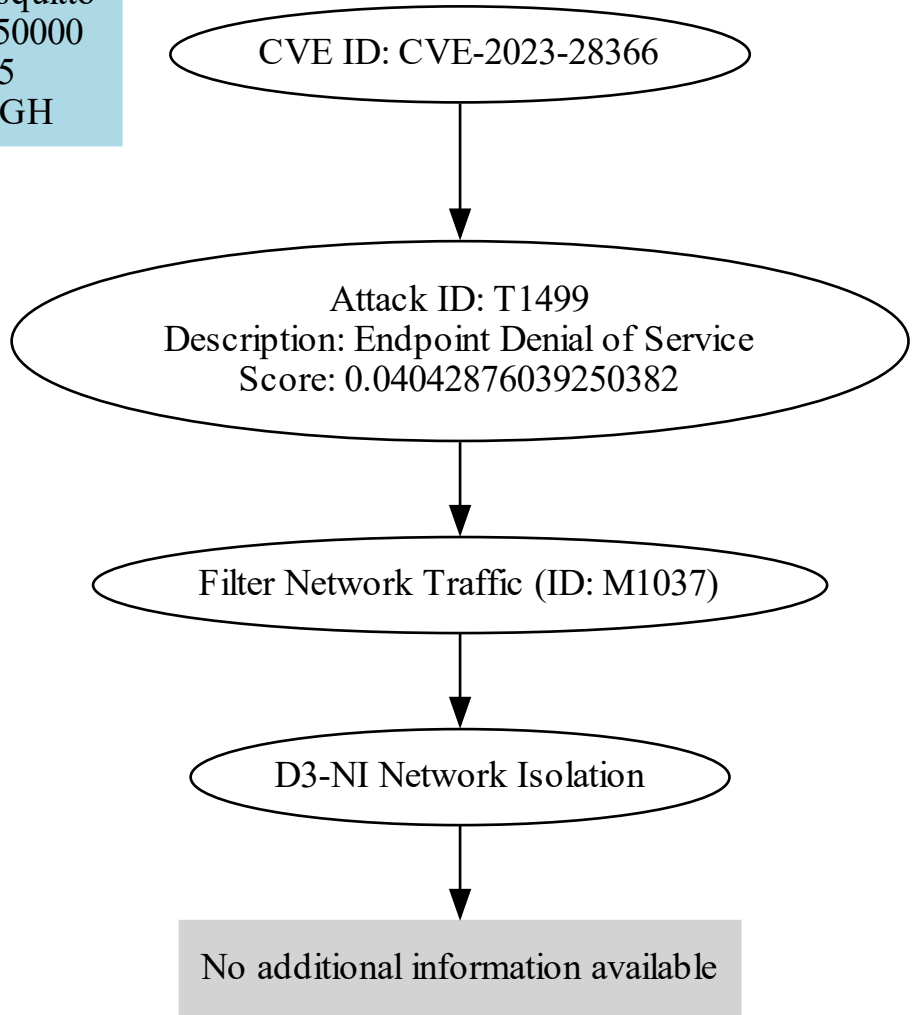 50000
5
GH
CVE ID: CVE-2023-28366
Attack ID: T1499
Description: Endpoint Denial of Service
Score: 0.04042876039250382
Filter Network Traffic (ID: M1037)
D3-NI Network Isolation
No additional information available